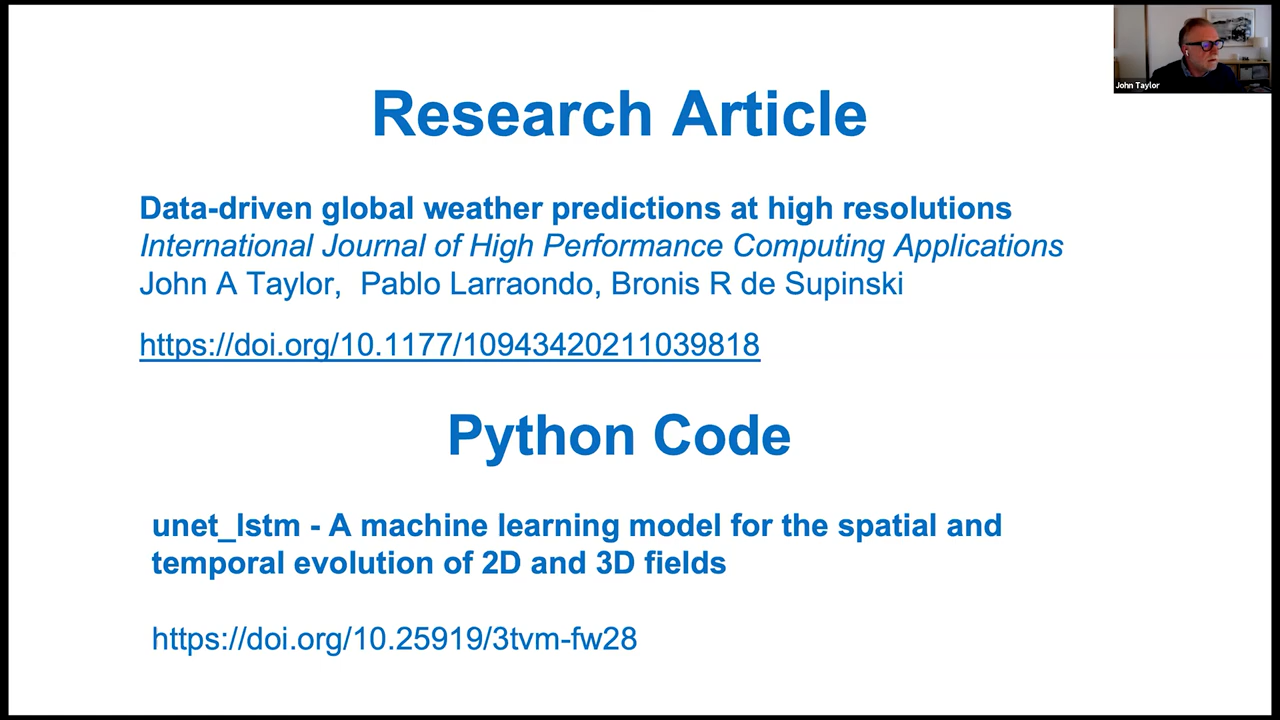 John Taylor
Research Article
Data-driven global weather predictions at high resolutions
International Journal of High Performance Computing Applications
John A Taylor, Pablo Larraondo, Bronis R de Supinski
https://doi.org/10.1177/10943420211039818
Python Code
unet_lstm - A machine learning model for the spatial and
temporal evolution of 2D and 3D fields
https://doi.org/10.25919/3tvm-fw28